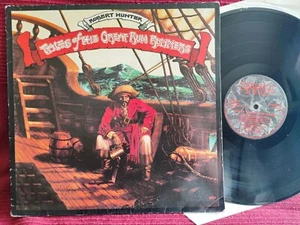 ROBERT HUNTER
TALES OF THE GREAT RUM RUNNERS